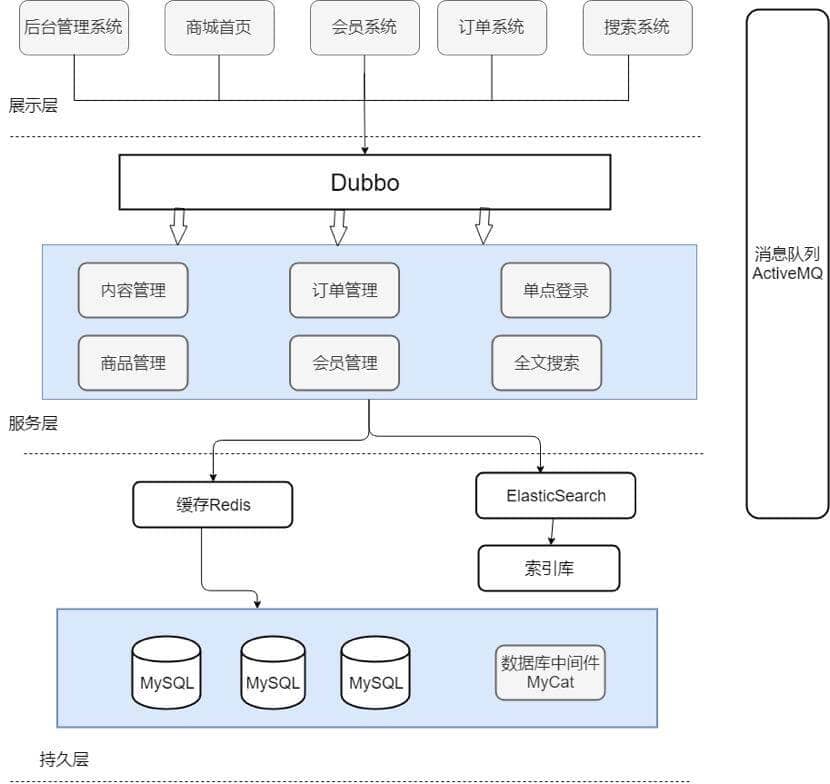 后台管理系统
商城首页
会员系统
订单系统
搜索系统
展示层
Dubbo
消息队列
ActiveMQ
内容管理
订单管理
单点登录
商品管理
会员管理
全文搜索
服务层
缓存Redis
ElasticSearch
索引库
MySQL
MySQL
MySQL
数据库中间件
MyCat
持久层